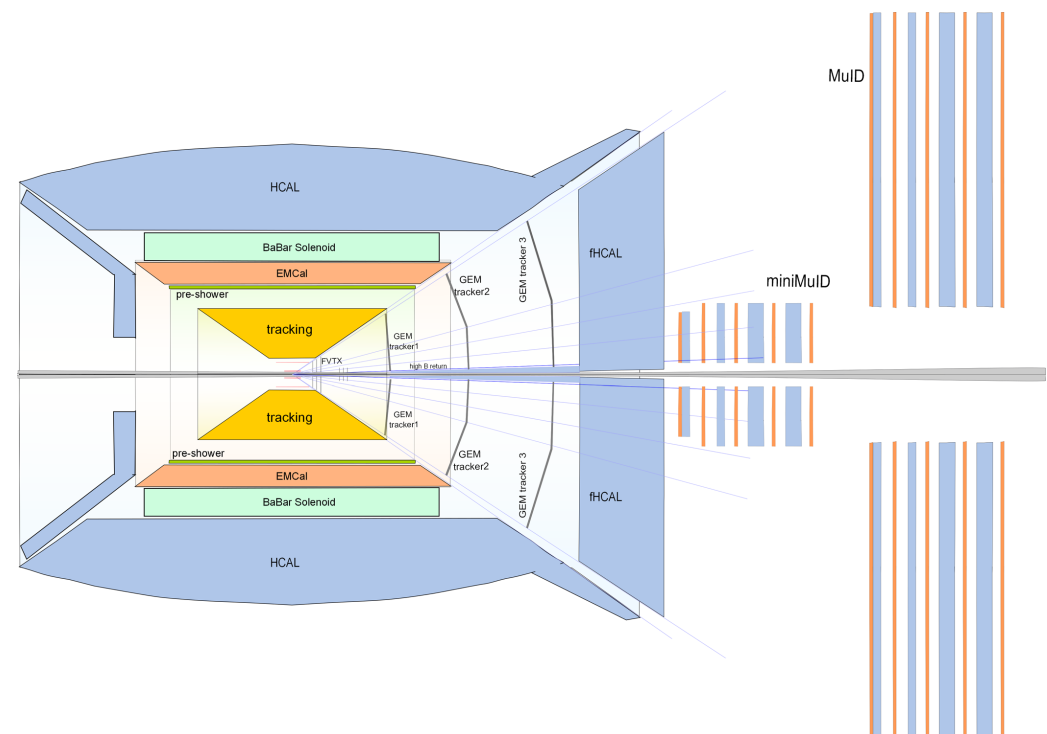 MuID
HCAL
BaBar Solenoid
EMCal
pre-shower
tracking
GEM
tracker1
FVTX
high B return
GEM
tracker2
GEM tracker 3
fHCAL
miniMuID
tracking
GEM
tracker1
pre-shower
GEM
tracker2
EMCal
GEM tracker 3
fHCAL
BaBar Solenoid
HCAL